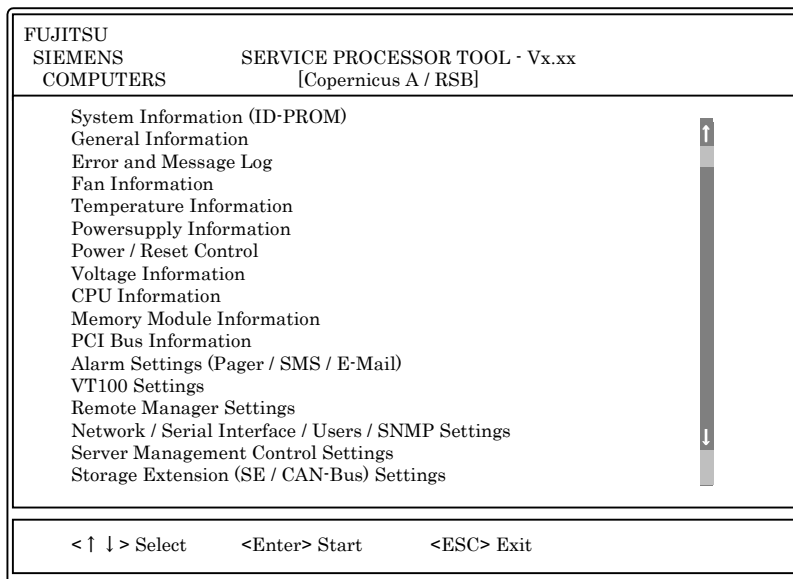 FUJITSU
SIEMENS SERVICE PROCESSOR TOOL - Vx.xx
COMPUTERS [Copernicus A / RSB]
System Information (ID-PROM)
General Information
Error and Message Log
Fan Information
Temperature Information
Powersupply Information
Power / Reset Control
Voltage Information
CPU Information
Memory Module Information
PCI Bus Information
Alarm Settings (Pager / SMS / E-Mail)
VT100 Settings
Remote Manager Settings
Network / Serial Interface / Users / SNMP Settings
Server Management Control Settings
Storage Extension (SE / CAN-Bus) Settings
<↑↓> Select <Enter> Start <ESC> Exit